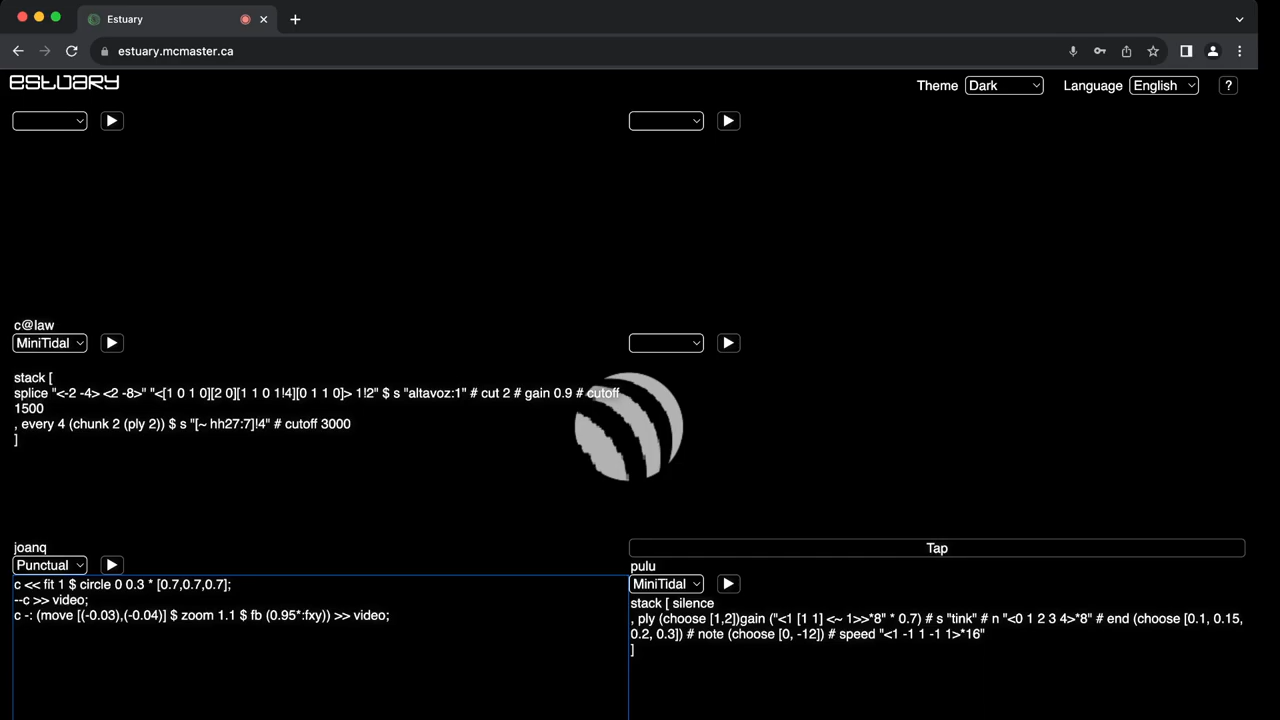 Estuary
estuary.mcmaster.ca
ESTUARY
Theme Dark Language English ?
c@law
MiniTidal
stack [
splice "<-2 -4> <2 -8>" "<[1 0 1 0][2 0][1 1 0 1!4][0 1 1 0]> 1!2" $ s "altavoz:1" # cut 2 # gain 0.9 # cutoff
1500
, every 4 (chunk 2 (ply 2)) $ s "[~ hh27:7]!4" # cutoff 3000
]
joanq
Punctual
c << fit 1 $ circle 0 0.3 * [0.7,0.7,0.7];
--c >> video;
c -: (move [(-0.03),(-0.04)] $ zoom 1.1 $ fb (0.95*:fxy)) >> video;
Tap
pulu
MiniTidal
stack [ silence
, ply (choose [1,2])gain ("<1 [1 1] <~ 1>>*8" * 0.7) # s "tink" # n "<0 1 2 3 4>*8" # end (choose [0.1, 0.15,
0.2, 0.3]) # note (choose [0, -12]) # speed "<1 -1 1 -1 1>*16"
]